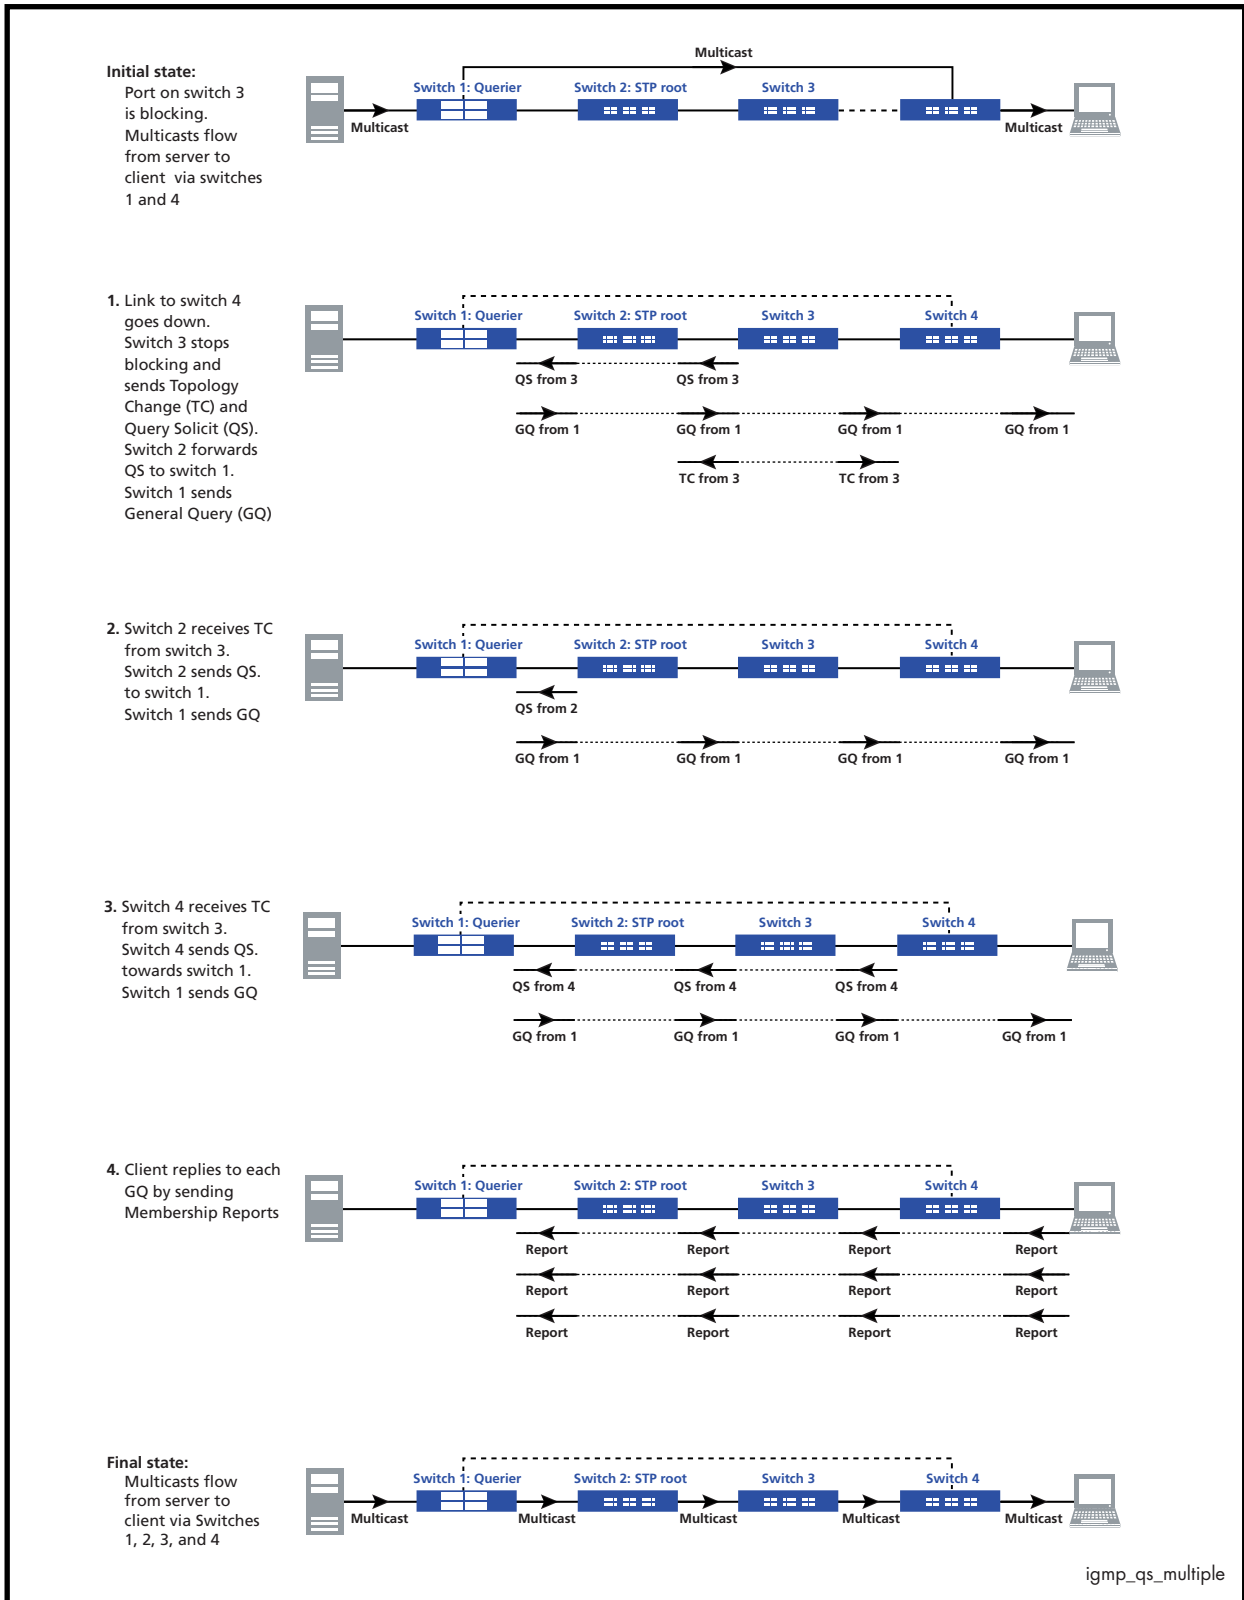 Initial state:
Port on switch 3
is blocking.
Multicasts flow
from server to
client via switches
1 and 4
Multicast
Switch 1: Querier
Switch 2: STP root
Switch 3
Multicast
Multicast
1. Link to switch 4
goes down.
Switch 3 stops
blocking and
sends Topology
Change (TC) and
Query Solicit (QS).
Switch 2 forwards
QS to switch 1.
Switch 1 sends
General Query (GQ)
Switch 1: Querier
Switch 2: STP root
Switch 3
Switch 4
QS from 3
QS from 3
GQ from 1
GQ from 1
GQ from 1
GQ from 1
TC from 3
TC from 3
2. Switch 2 receives TC
from switch 3.
Switch 2 sends QS.
to switch 1.
Switch 1 sends GQ
Switch 1: Querier
Switch 2: STP root
Switch 3
Switch 4
QS from 2
GQ from 1
GQ from 1
GQ from 1
GQ from 1
3. Switch 4 receives TC
from switch 3.
Switch 4 sends QS.
towards switch 1.
Switch 1 sends GQ
Switch 1: Querier
Switch 2: STP root
Switch 3
Switch 4
QS from 4
QS from 4
QS from 4
GQ from 1
GQ from 1
GQ from 1
GQ from 1
4. Client replies to each
GQ by sending
Membership Reports
Switch 1: Querier
Switch 2: STP root
Switch 3
Switch 4
Report
Report
Report
Report
Report
Report
Report
Report
Report
Report
Report
Report
Final state:
Multicasts flow
from server to
client via Switches
1, 2, 3, and 4
Switch 1: Querier
Switch 2: STP root
Switch 3
Switch 4
Multicast
Multicast
Multicast
Multicast
Multicast
igmp_qs_multiple